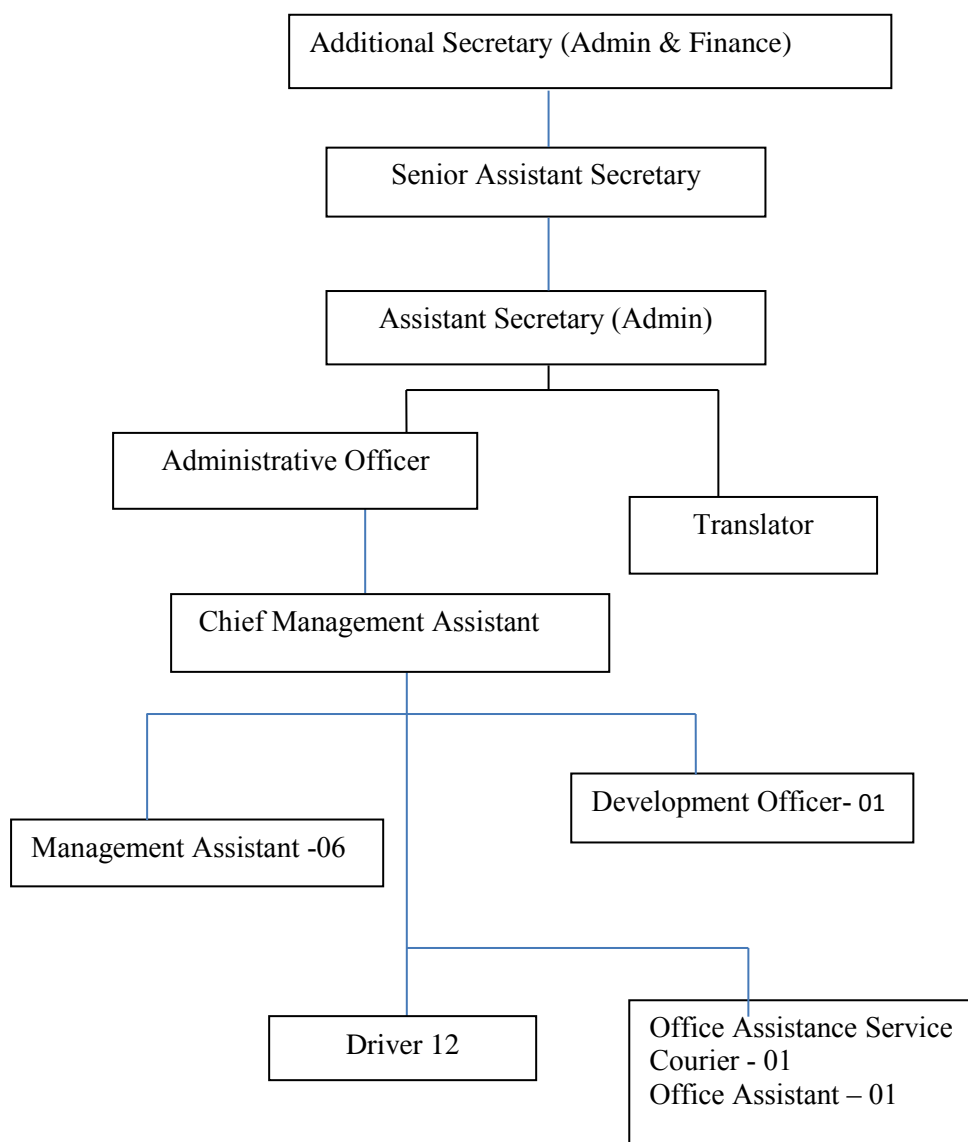 Additional Secretary (Admin & Finance)
Senior Assistant Secretary
Assistant Secretary (Admin)
Administrative Officer
Translator
Chief Management Assistant
Development Officer- 01
Management Assistant -06
Driver 12
Office Assistance Service
Courier - 01
Office Assistant – 01